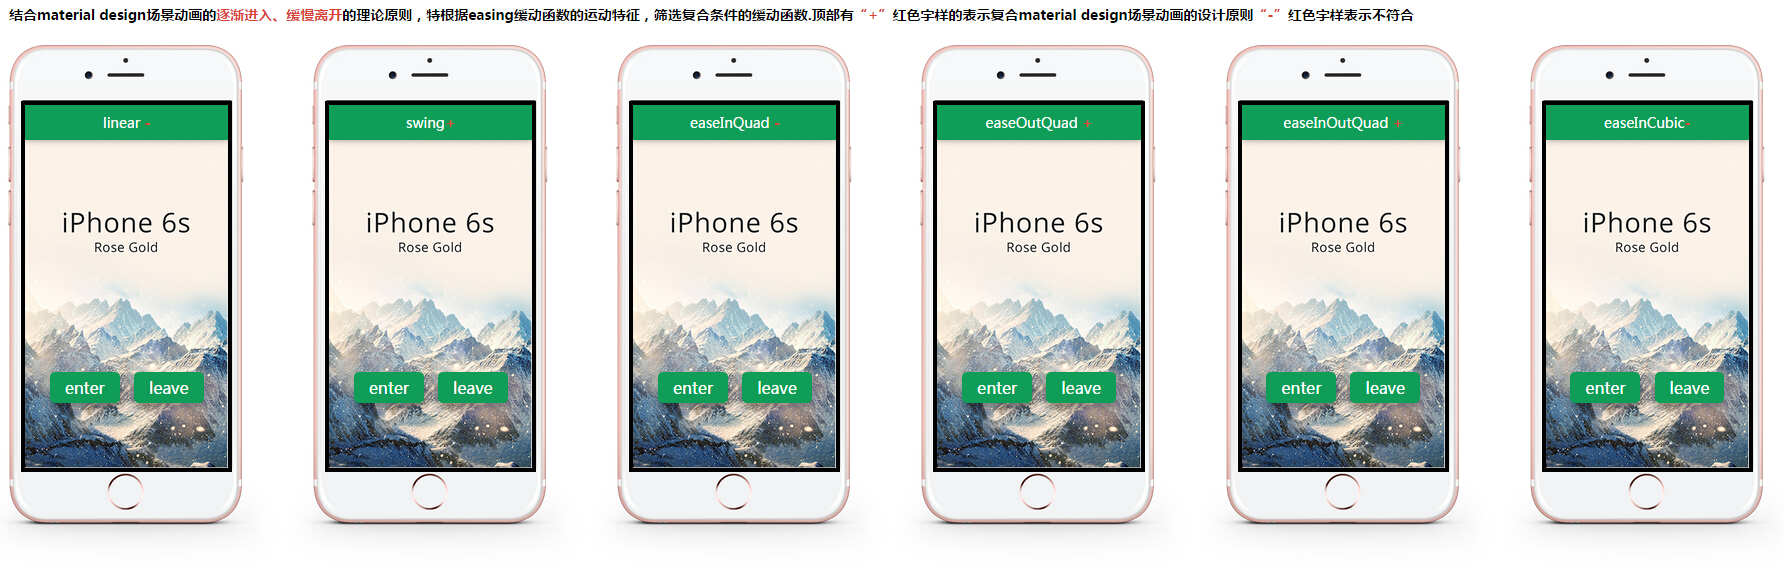 结合material design场景动画的逐渐进入、缓慢离开的理论原则，特根据easing缓动函数的运动特征，筛选复合条件的缓动函数.顶部有“+”红色字样的表示复合material design场景动画的设计原则“-”红色字样表示不符合
linear -
swing +
easeInQuad -
easeOutQuad +
easeInOutQuad +
easeInCubic-
iPhone 6s
Rose Gold
iPhone 6s
Rose Gold
iPhone 6s
Rose Gold
iPhone 6s
Rose Gold
iPhone 6s
Rose Gold
iPhone 6s
Rose Gold
enter leave
enter leave
enter leave
enter leave
enter leave
enter leave